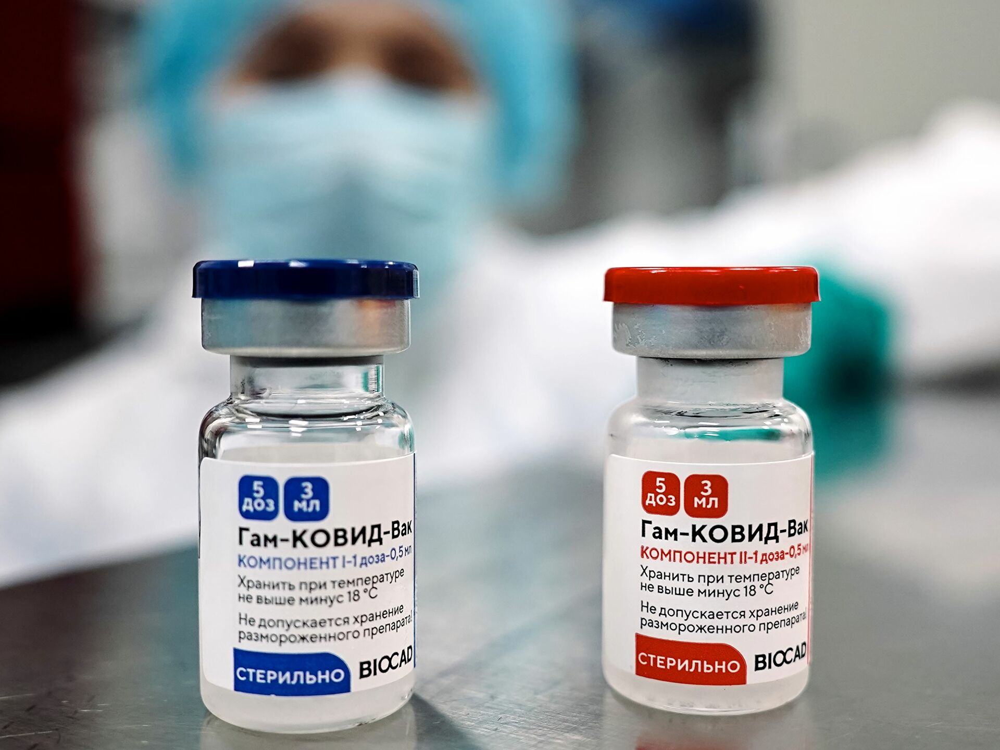 5 доз 3 мл
Гам-КОВИД-Вак
КОМПОНЕНТ I-1 доза-0,5 мл
Хранить при температуре
не выше минус 18 °C
Не допускается хранение
размороженного препарата!
СТЕРИЛЬНО BIOCAD
5 доз 3 мл
Гам-КОВИД-Вак
КОМПОНЕНТ II-1 доза-0,5 мл
Хранить при температуре
не выше минус 18 °C
Не допускается хранение
размороженного препарата!
СТЕРИЛЬНО BIOCAD